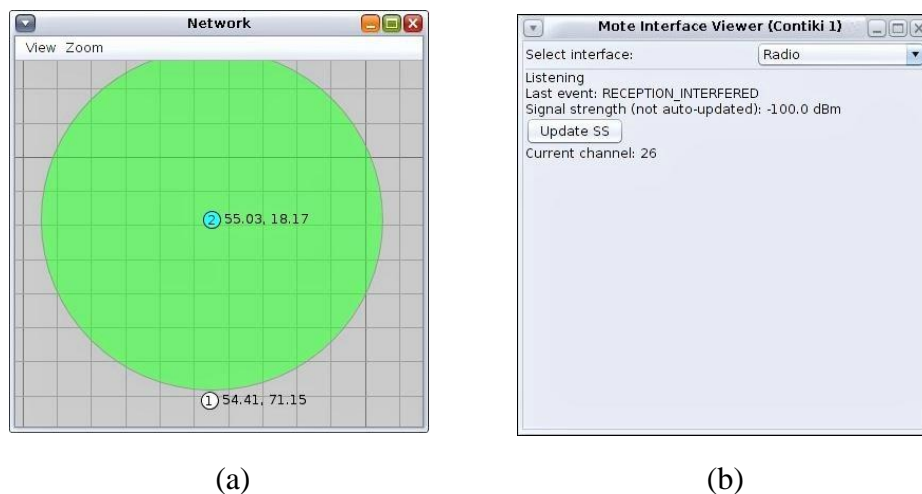 Network
View Zoom
2 55.03, 18.17
1 54.41, 71.15
(a)
Mote Interface Viewer (Contiki 1)
Select interface: Radio
Listening
Last event: RECEPTION_INTERFERED
Signal strength (not auto-updated): -100.0 dBm
Update SS
Current channel: 26
(b)